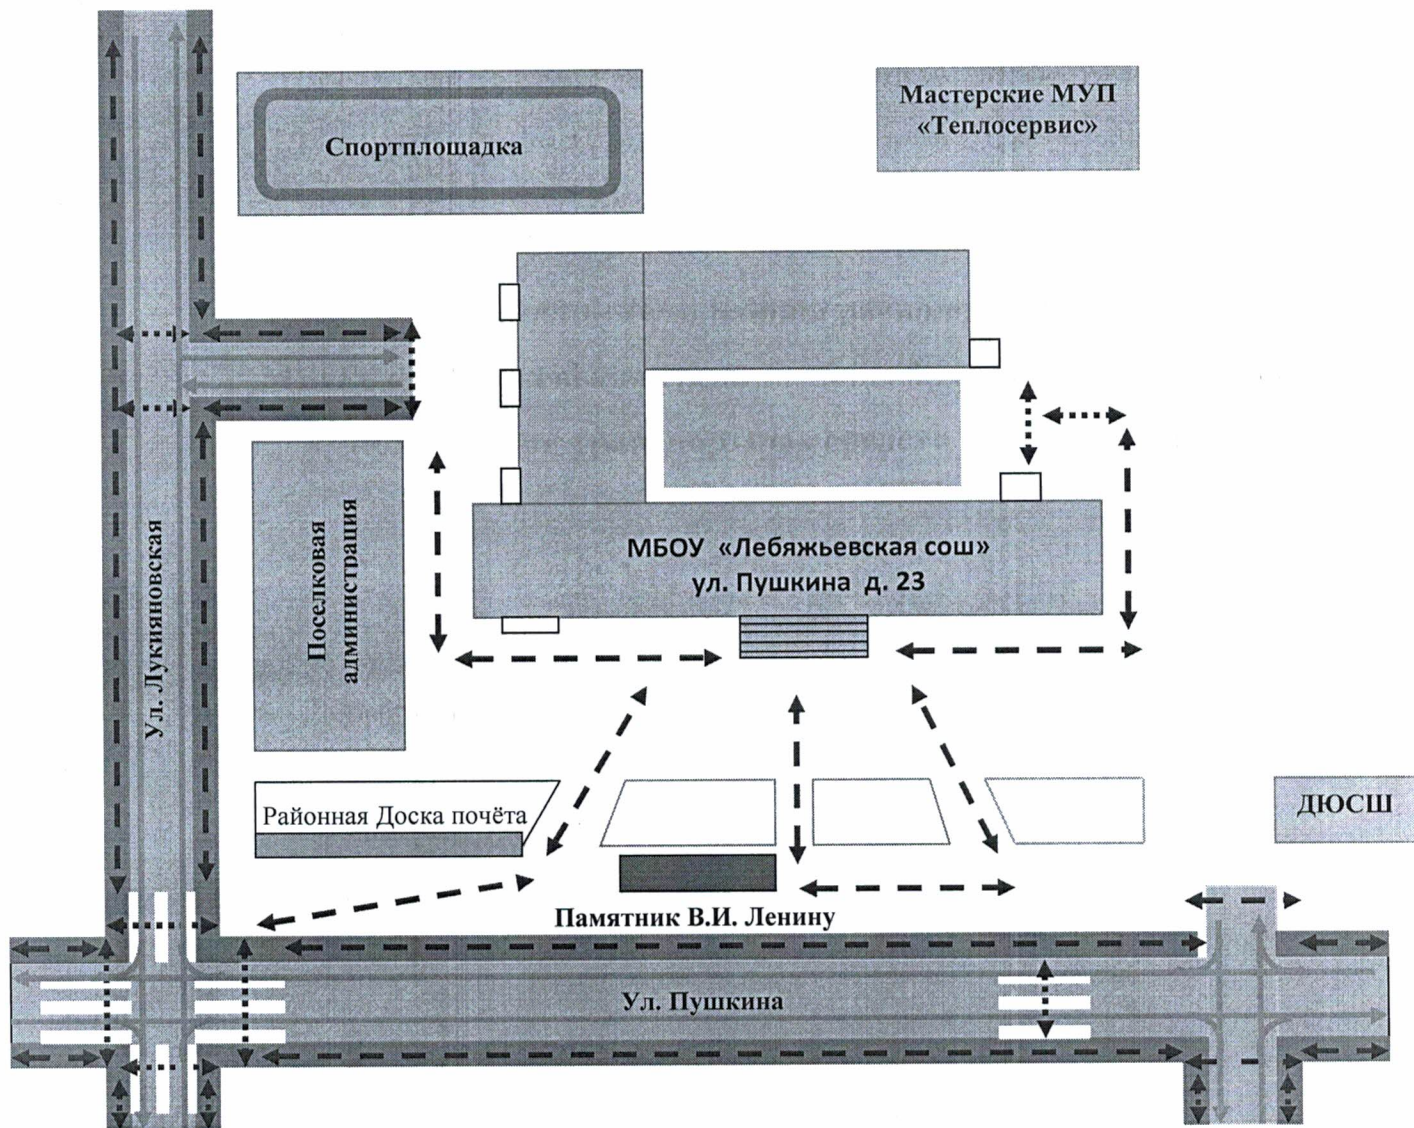 Мастерские МУП
«Теплосервис»
Спортплощадка
МБОУ «Лебяжьевская сош»
ул. Пушкина д. 23
Поселковая
администрация
Ул. Лукияновская
Районная Доска почёта
ДЮСШ
Памятник В.И. Ленину
Ул. Пушкина